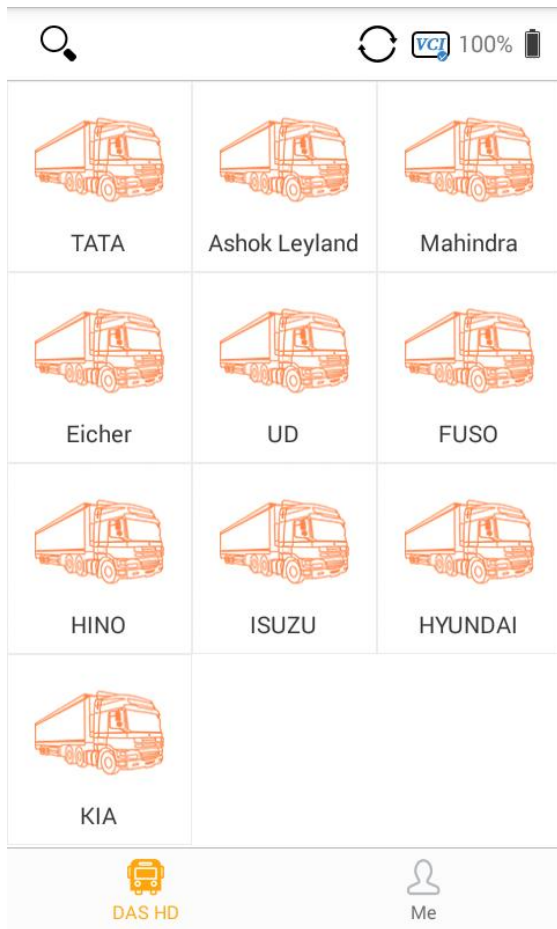 VCI 100%
TATA Ashok Leyland Mahindra
Eicher UD FUSO
HINO ISUZU HYUNDAI
KIA
DAS HD Me